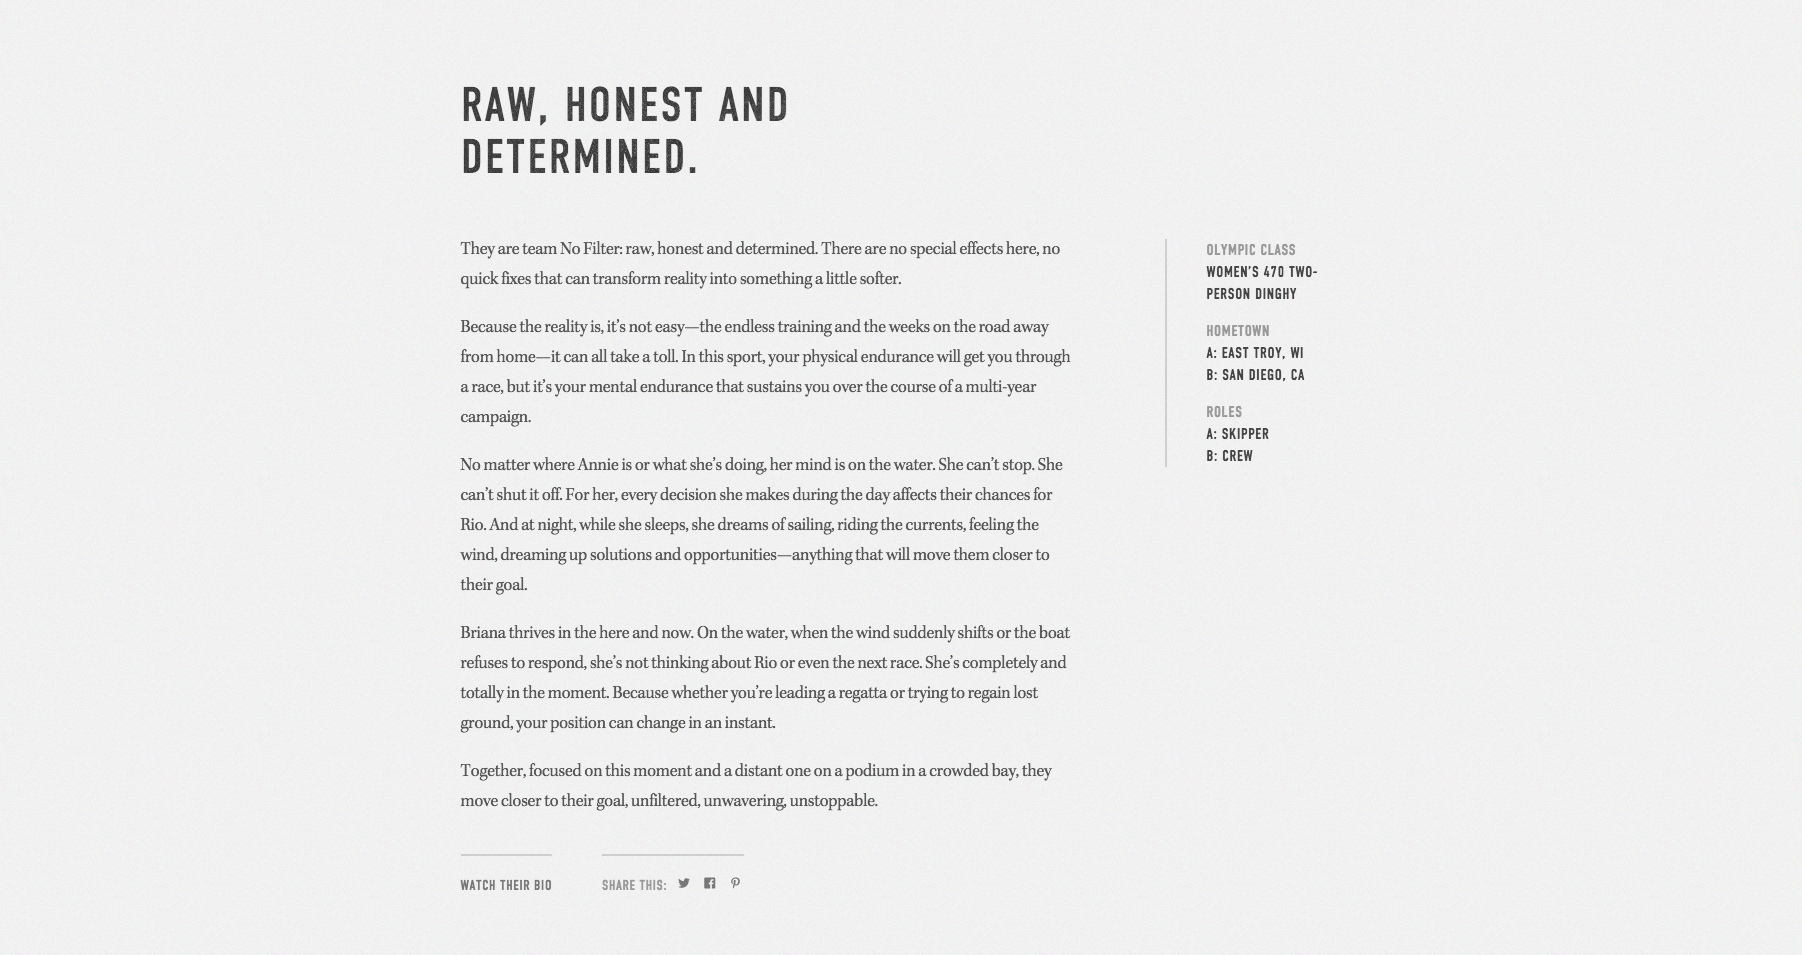 RAW, HONEST AND
DETERMINED.
They are team No Filter: raw, honest and determined. There are no special effects here, no
quick fixes that can transform reality into something a little softer.
Because the reality is, it’s not easy—the endless training and the weeks on the road away
from home—it can all take a toll. In this sport, your physical endurance will get you through
a race, but it’s your mental endurance that sustains you over the course of a multi-year
campaign.
No matter where Annie is or what she’s doing, her mind is on the water. She can’t stop. She
can’t shut it off. For her, every decision she makes during the day affects their chances for
Rio. And at night, while she sleeps, she dreams of sailing, riding the currents, feeling the
wind, dreaming up solutions and opportunities—anything that will move them closer to
their goal.
Briana thrives in the here and now. On the water, when the wind suddenly shifts or the boat
refuses to respond, she’s not thinking about Rio or even the next race. She’s completely and
totally in the moment. Because whether you’re leading a regatta or trying to regain lost
ground, your position can change in an instant.
Together, focused on this moment and a distant one on a podium in a crowded bay, they
move closer to their goal, unfiltered, unwavering, unstoppable.
WATCH THEIR BIO
SHARE THIS:
OLYMPIC CLASS
WOMEN’S 470 TWO-
PERSON DINGHY
HOMETOWN
A: EAST TROY, WI
B: SAN DIEGO, CA
ROLES
A: SKIPPER
B: CREW